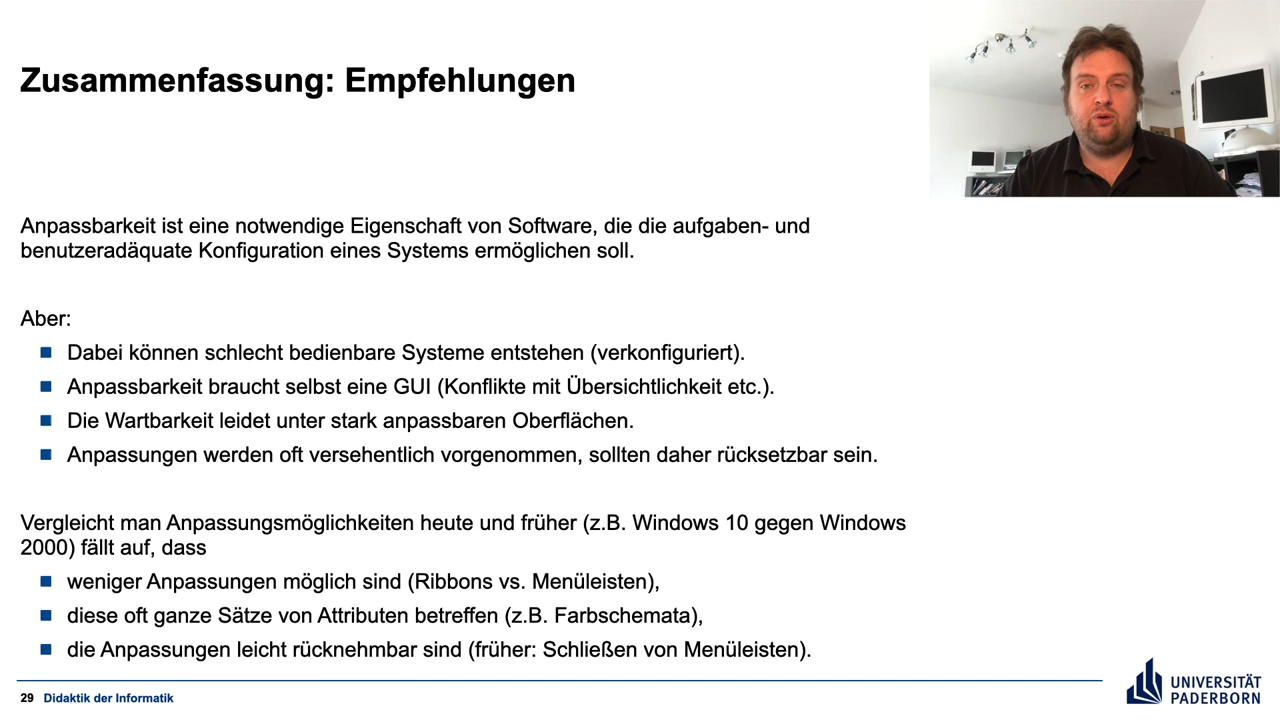 Zusammenfassung: Empfehlungen
Anpassbarkeit ist eine notwendige Eigenschaft von Software, die die aufgaben- und
benutzeradäquate Konfiguration eines Systems ermöglichen soll.
Aber:
Dabei können schlecht bedienbare Systeme entstehen (verkonfiguriert).
Anpassbarkeit braucht selbst eine GUI (Konflikte mit Übersichtlichkeit etc.).
Die Wartbarkeit leidet unter stark anpassbaren Oberflächen.
Anpassungen werden oft versehentlich vorgenommen, sollten daher rücksetzbar sein.
Vergleicht man Anpassungsmöglichkeiten heute und früher (z.B. Windows 10 gegen Windows
2000) fällt auf, dass
weniger Anpassungen möglich sind (Ribbons vs. Menüleisten),
diese oft ganze Sätze von Attributen betreffen (z.B. Farbschemata),
die Anpassungen leicht rücknehmbar sind (früher: Schließen von Menüleisten).
29 Didaktik der Informatik
UNIVERSITÄT
PADERBORN